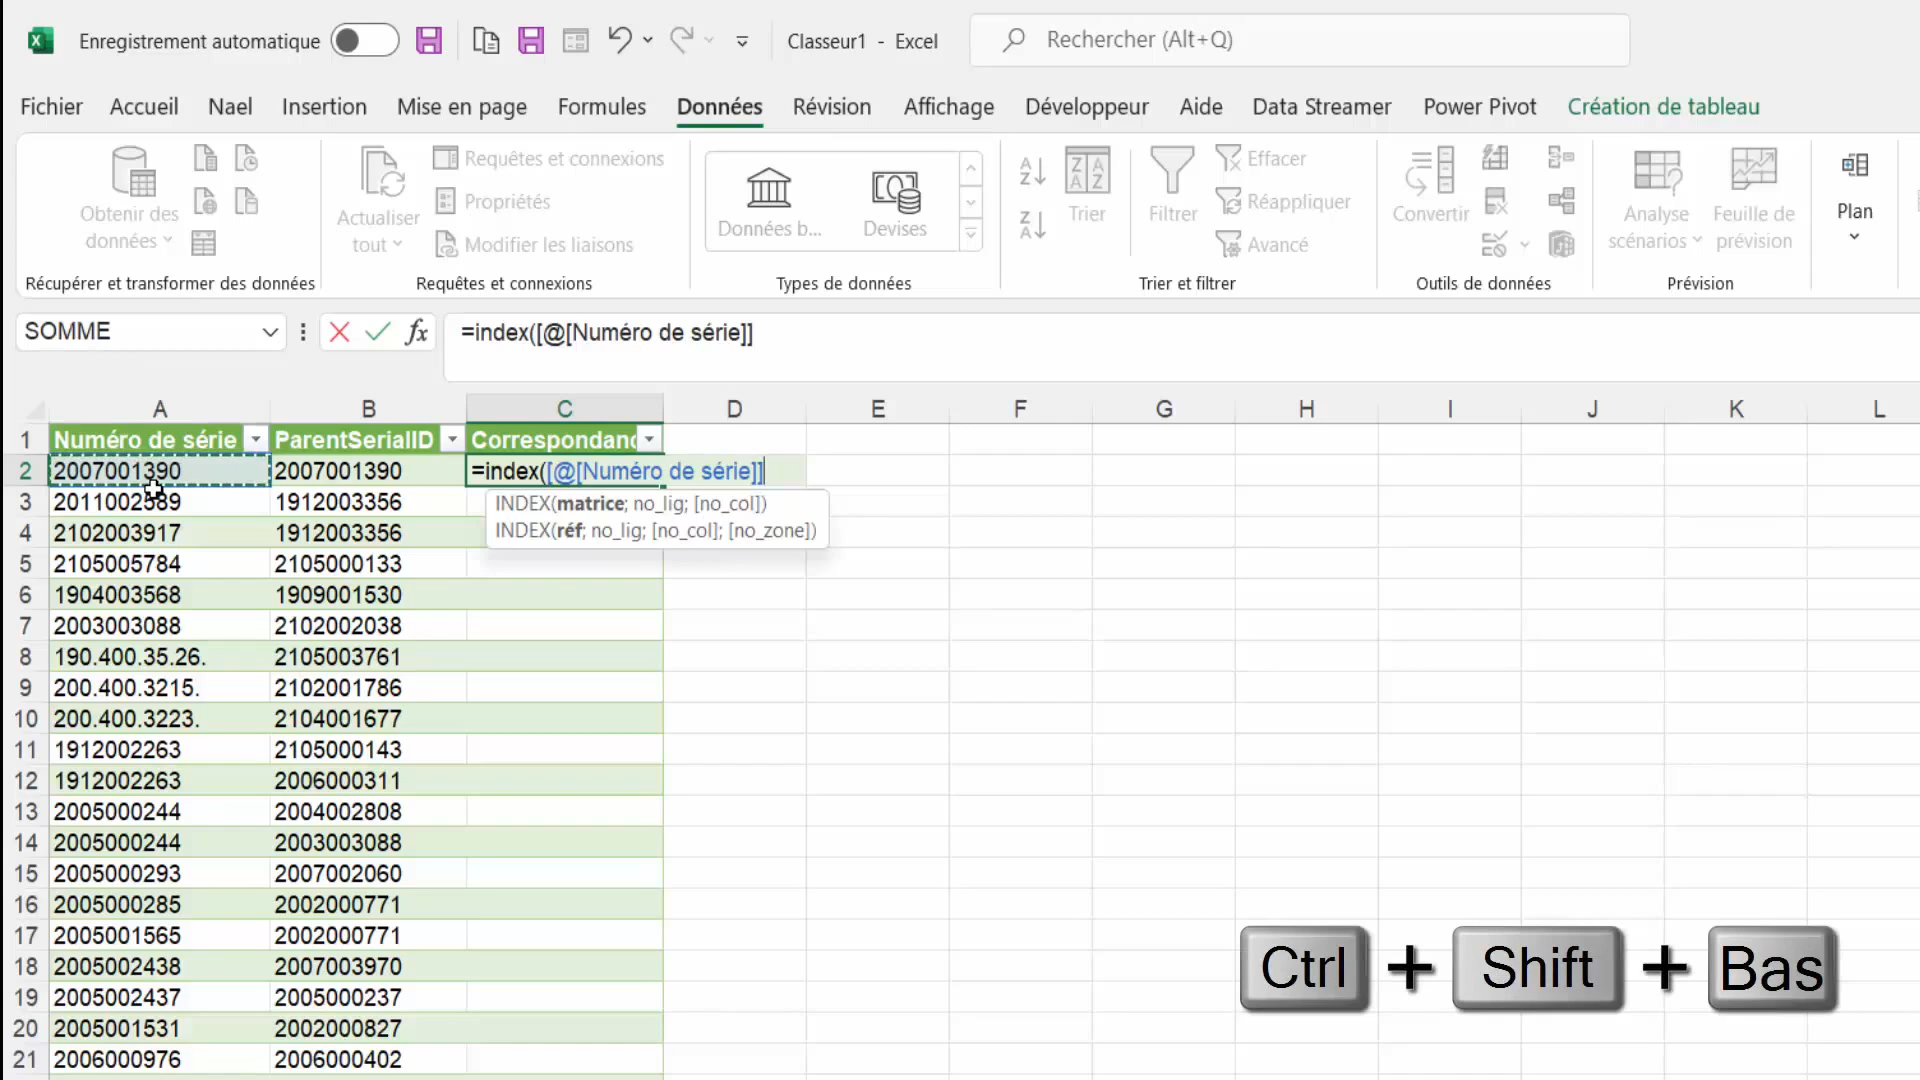 Enregistrement automatique
Classeur1 - Excel
Rechercher (Alt+Q)
Fichier Accueil Nael Insertion Mise en page Formules Données Révision Affichage Développeur Aide Data Streamer Power Pivot Création de tableau
Obtenir des
données
Actualiser
tout
Requêtes et connexions
Propriétés
Modifier les liaisons
Données b...
Devises
Trier
Filtrer
Effacer
Réappliquer
Avancé
Convertir
Analyse
scénarios
Feuille de
prévision
Plan
Récupérer et transformer des données
Requêtes et connexions
Types de données
Trier et filtrer
Outils de données
Prévision
SOMME
fx
=index([@[Numéro de série]]
A B C D E F G H I J K L
1 Numéro de série ParentSerialID Correspondanc
2 2007001390 2007001390 =index([@[Numéro de série]]
INDEX(matrice; no_lig; [no_col])
INDEX(réf; no_lig; [no_col]; [no_zone])
3 2011002589 1912003356
4 2102003917 1912003356
5 2105005784 2105000133
6 1904003568 1909001530
7 2003003088 2102002038
8 190.400.35.26. 2105003761
9 200.400.3215. 2102001786
10 200.400.3223. 2104001677
11 1912002263 2105000143
12 1912002263 2006000311
13 2005000244 2004002808
14 2005000244 2003003088
15 2005000293 2007002060
16 2005000285 2002000771
17 2005001565 2002000771
18 2005002438 2007003970
19 2005002437 2005000237
20 2005001531 2002000827
21 2006000976 2006000402
Ctrl + Shift + Bas